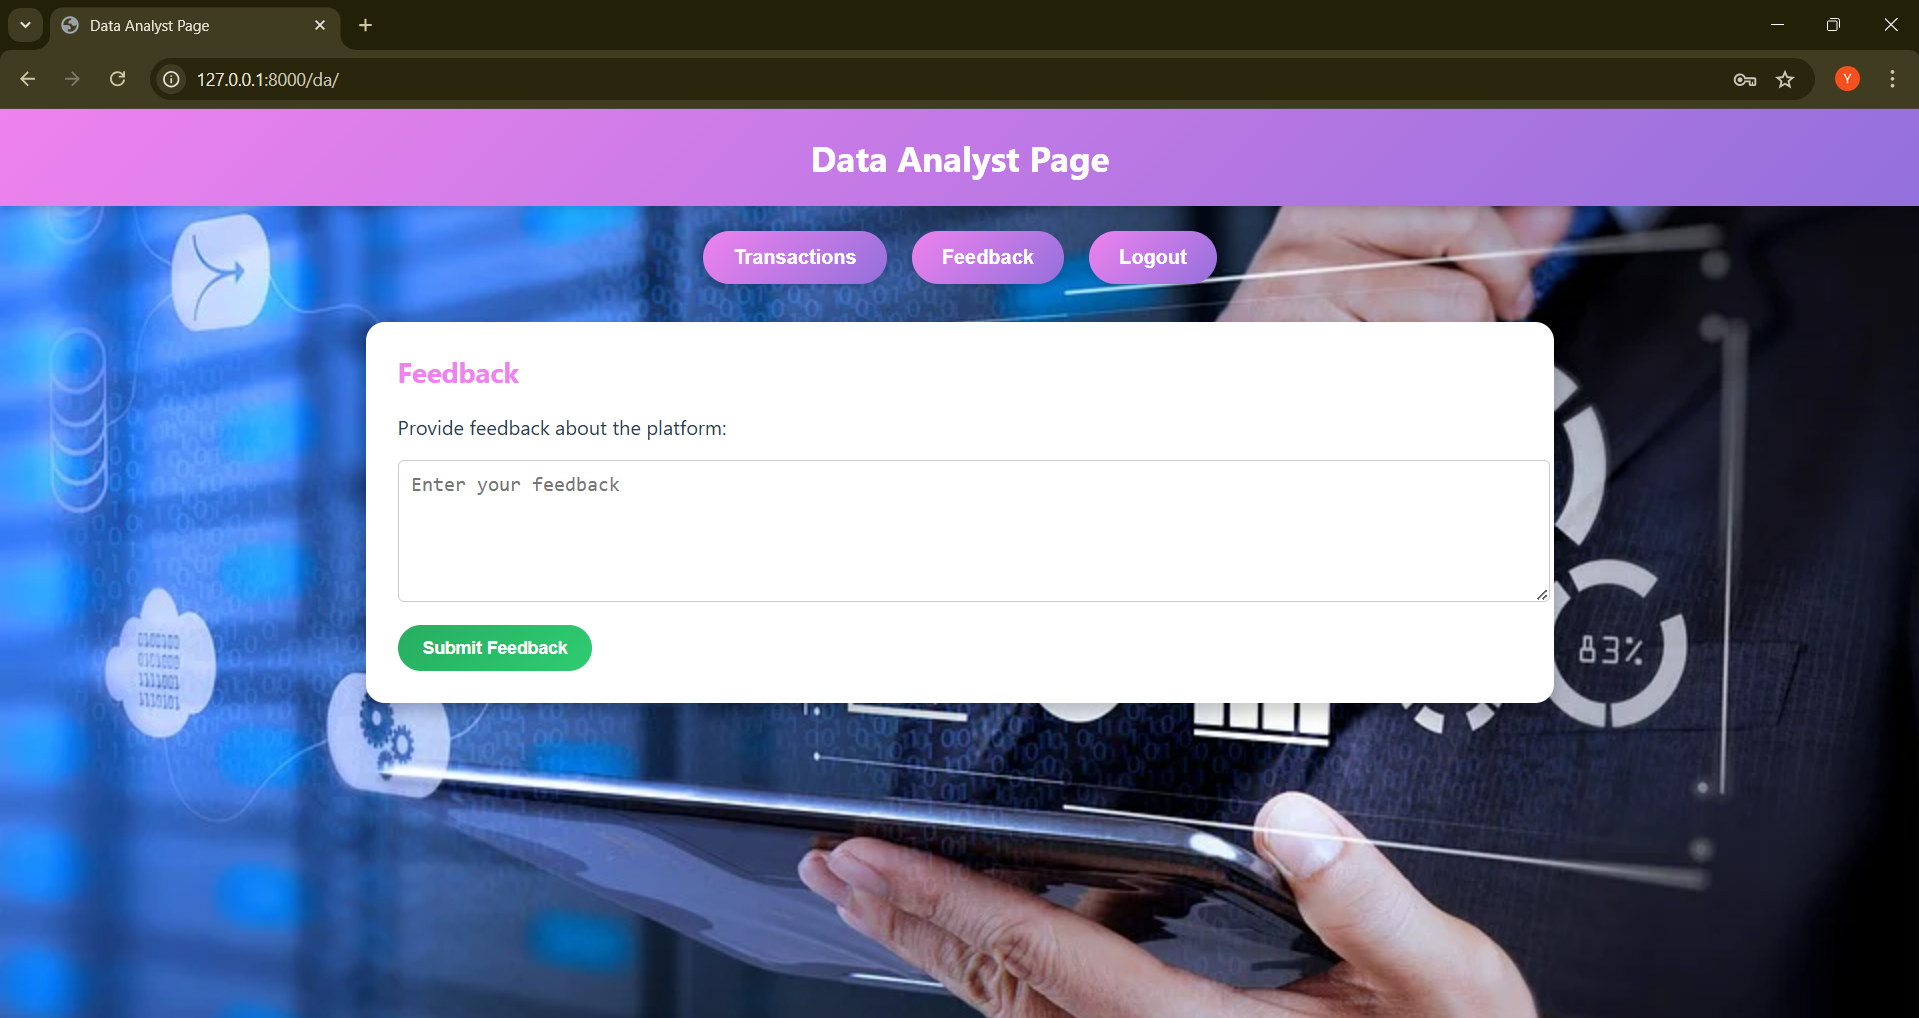 Data Analyst Page
127.0.0.1:8000/da/
Y
Data Analyst Page
Transactions
Feedback
Logout
Feedback
Provide feedback about the platform:
Enter your feedback
Submit Feedback
83%